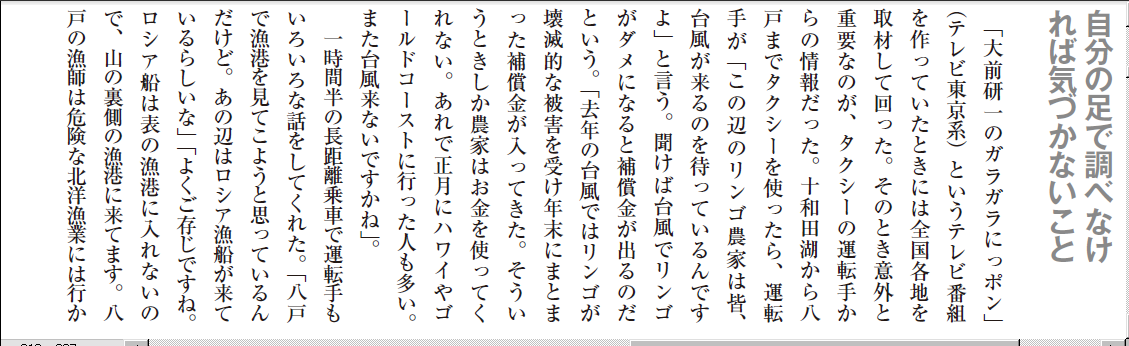 自分の足で調べなけ
れば気づかないこと
「大前研一のガラガラにっポン」
（テレビ東京系）というテレビ番組
を作っていたときには全国各地を
取材して回った。そのとき意外と
重要なのが、タクシーの運転手か
らの情報だった。十和田湖から八
戸までタクシーを使ったら、運転
手が「この辺のリンゴ農家は皆、
台風が来るのを待っているんです
よ」と言う。聞けば台風でリンゴ
がダメになると補償金が出るのだ
という。「去年の台風ではリンゴが
壊滅的な被害を受け年末にまとま
った補償金が入ってきた。そうい
うときしか農家はお金を使ってく
れない。あれで正月にハワイやゴ
ールドコーストに行った人も多い。
また台風来ないですかね」。
一時間半の長距離乗車で運転手も
いろいろな話をしてくれた。「八戸
で漁港を見てこようと思っているん
だけど。あの辺はロシア漁船が来て
いるらしいな」「よくご存じですね。
ロシア船は表の漁港に入れないの
で、山の裏側の漁港に来てます。八
戸の漁師は危険な北洋漁業には行か